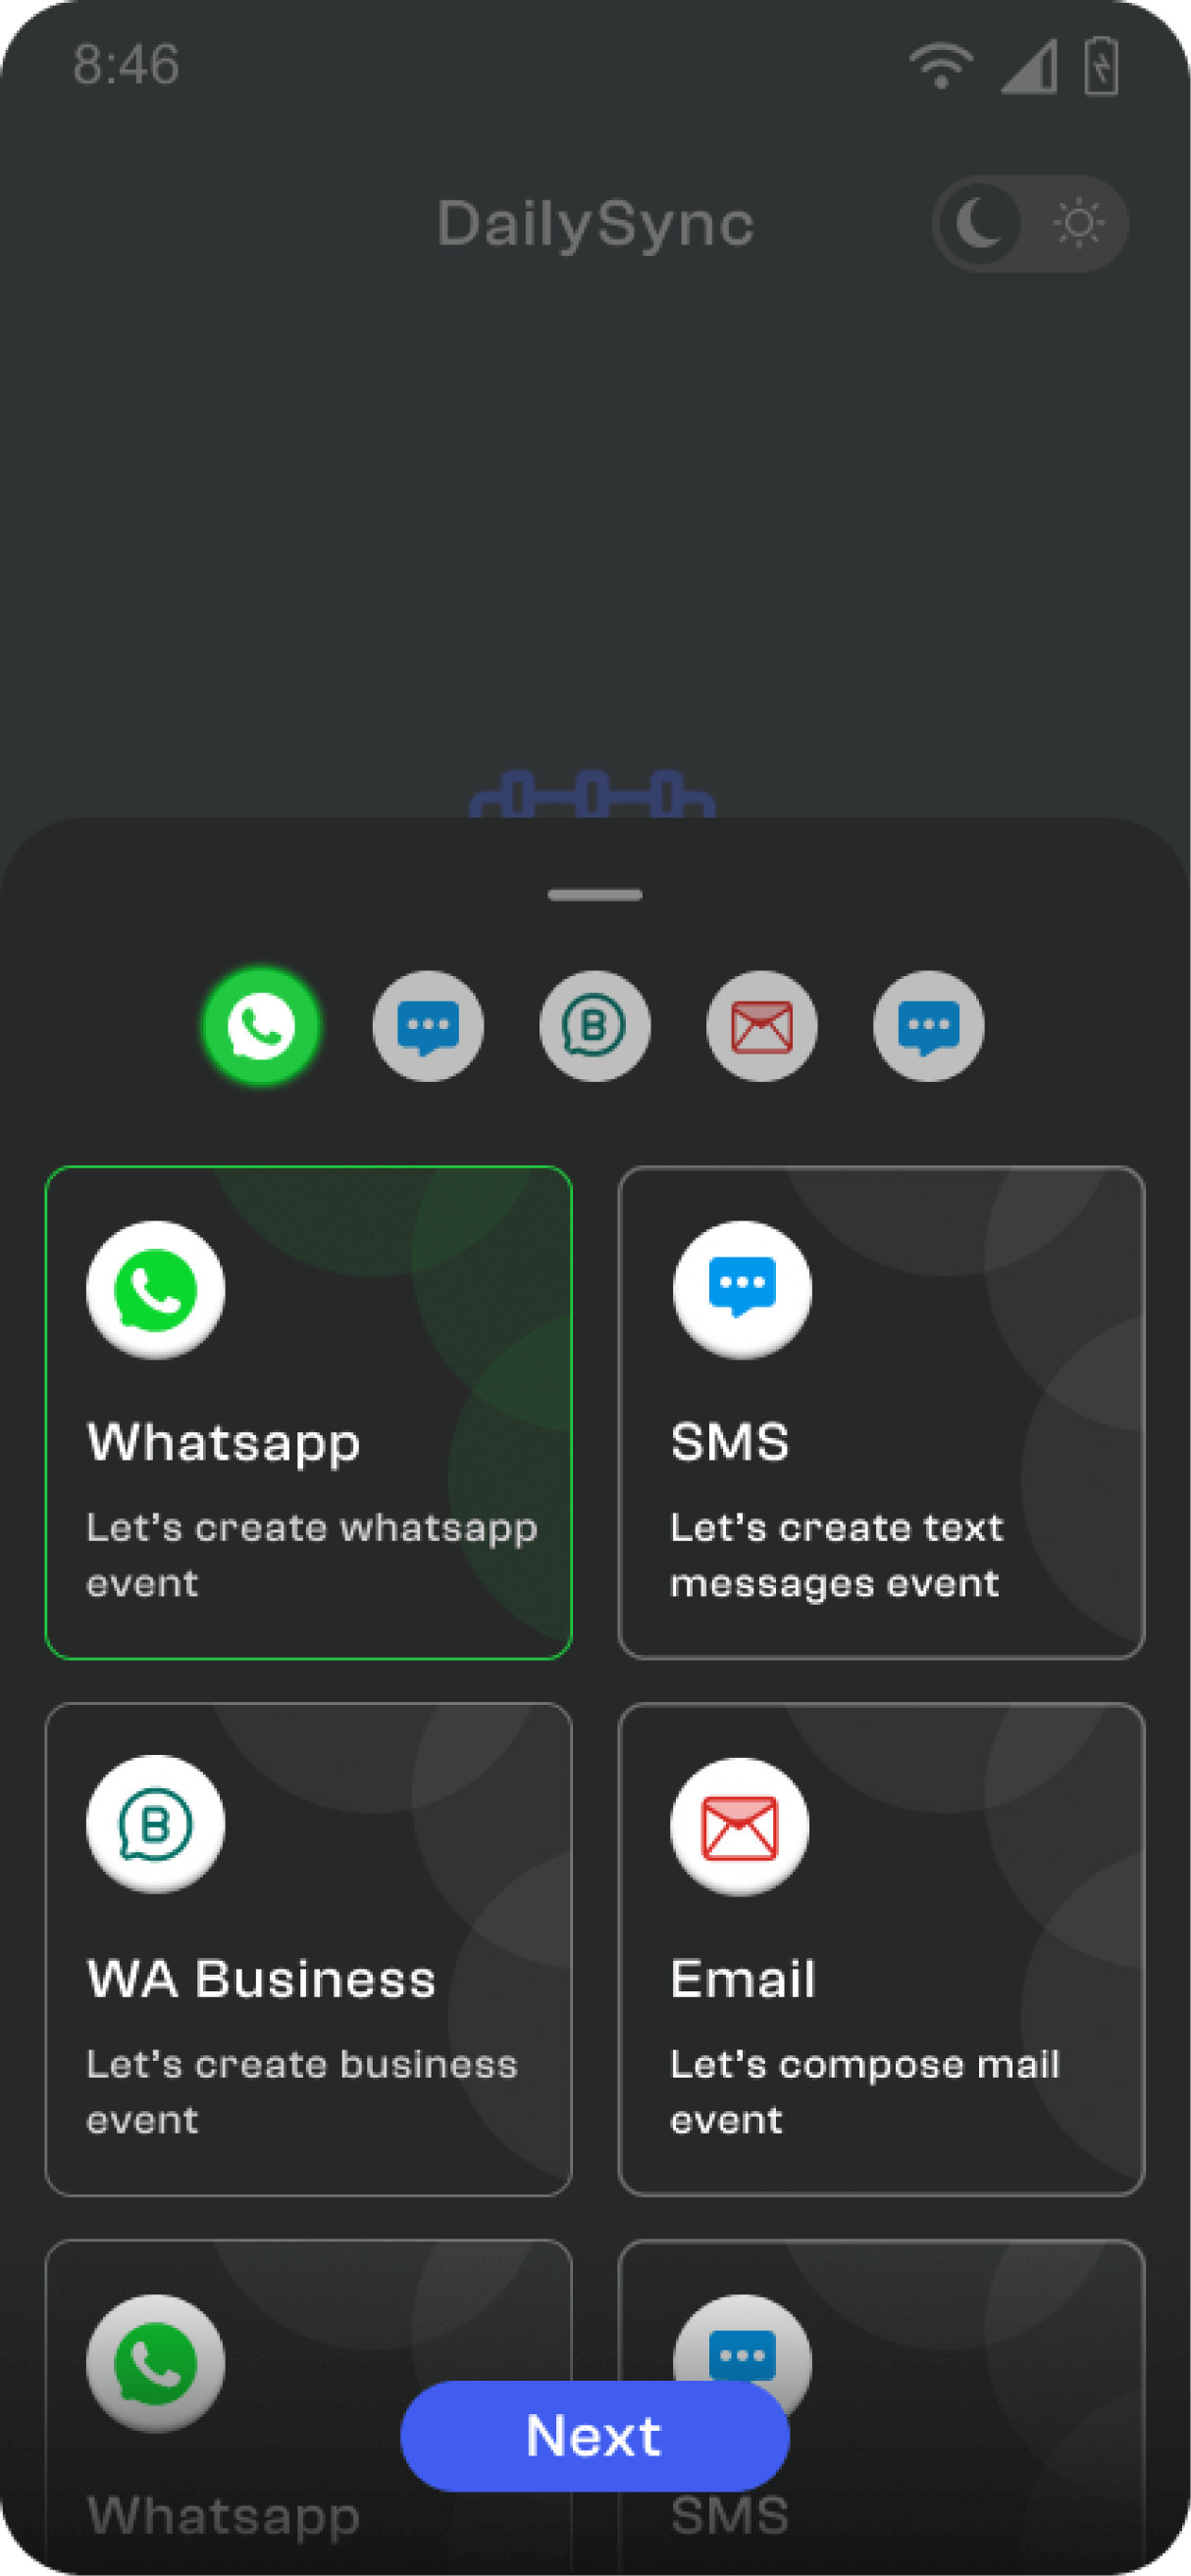 8:46
DailySync
Whatsapp
Let's create whatsapp
event
SMS
Let's create text
messages event
WA Business
Let's create business
event
Email
Let's compose mail
event
Next
Whatsapp
SMS